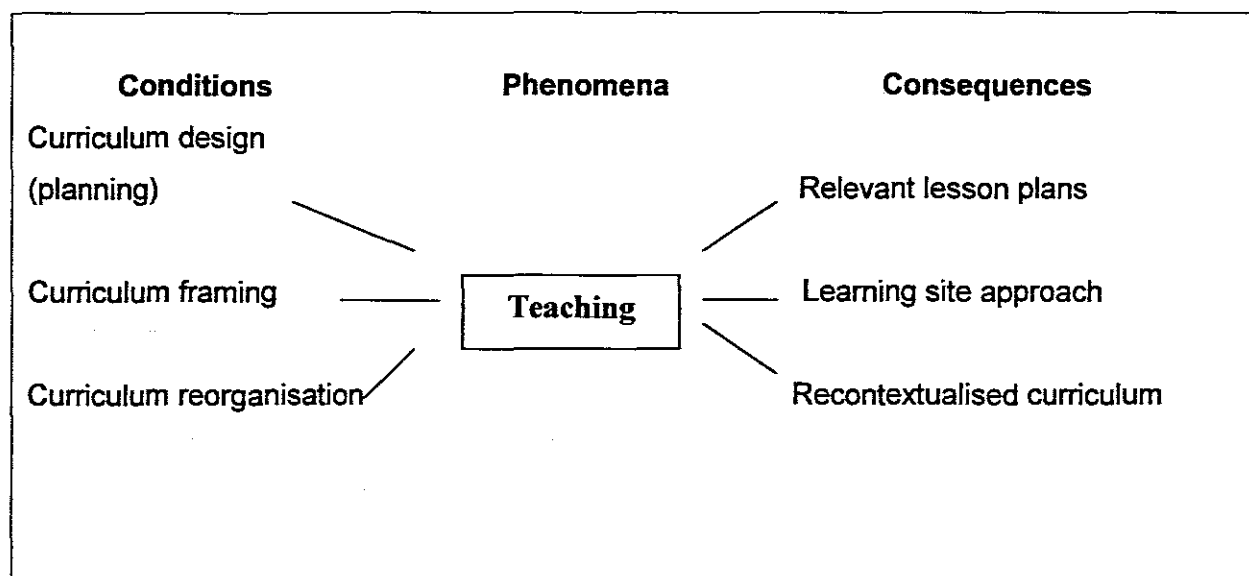 Conditions Phenomena Consequences
Curriculum design
(planning)
Relevant lesson plans
Curriculum framing
Teaching
Learning site approach
Curriculum reorganisation
Recontextualised curriculum